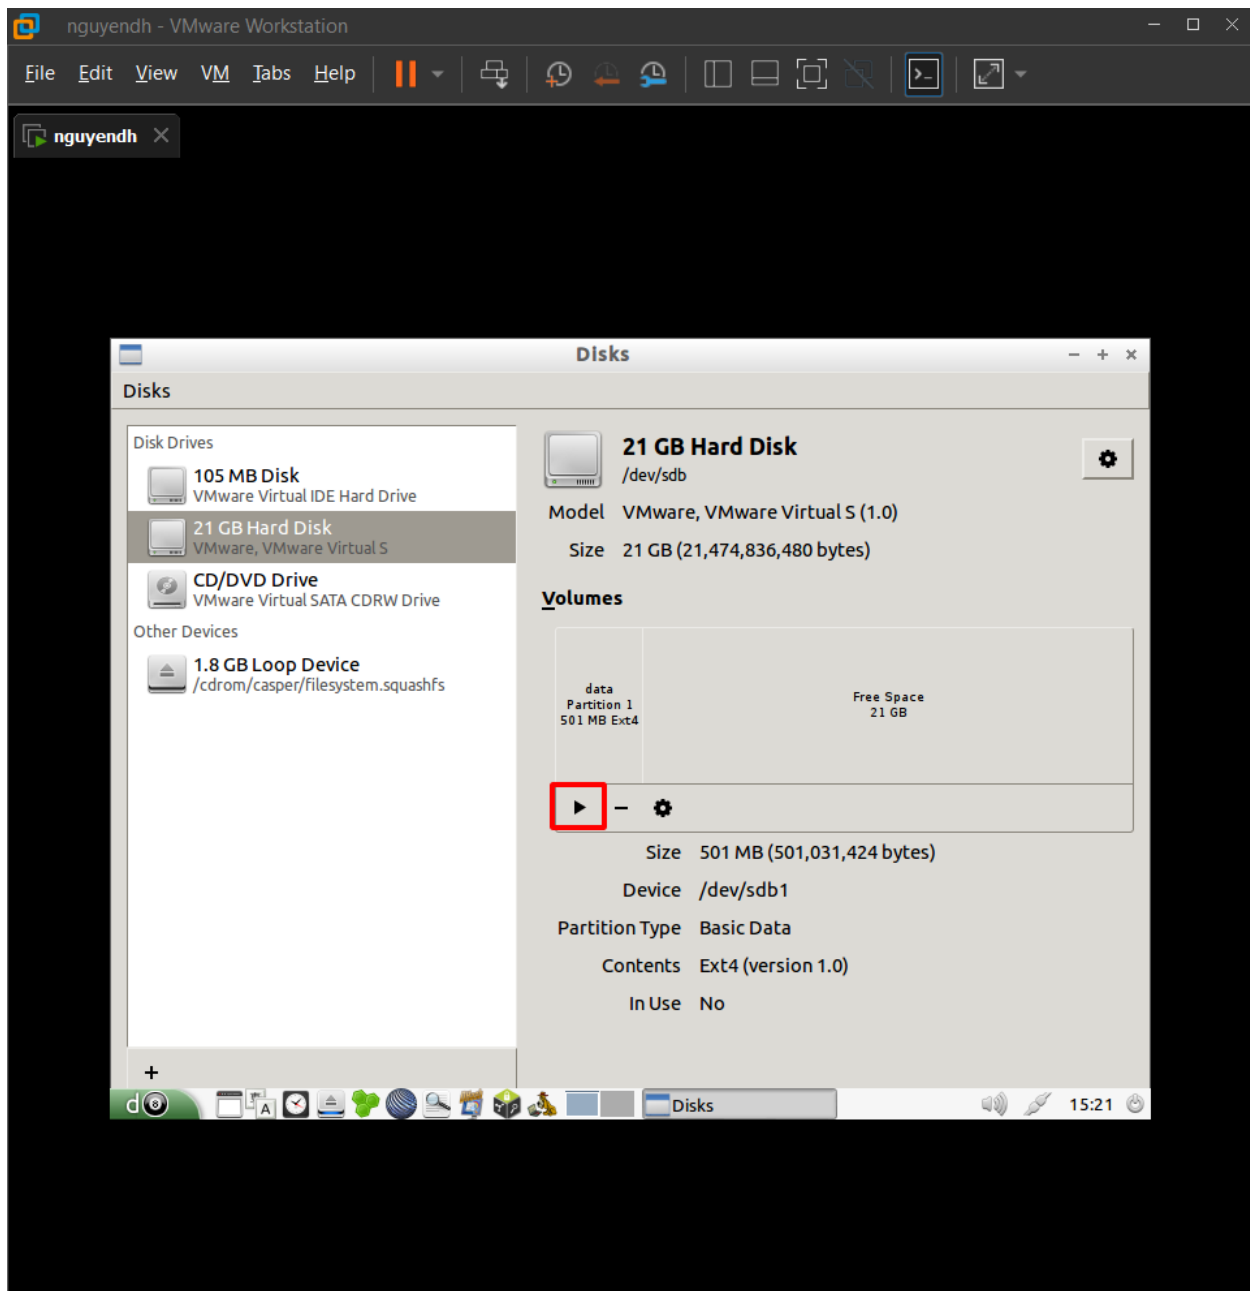 nguyendh - VMware Workstation
File Edit View VM Tabs Help
nguyendh
Disks
Disks
Disk Drives
105 MB Disk
VMware Virtual IDE Hard Drive
21 GB Hard Disk
VMware, VMware Virtual S
CD/DVD Drive
VMware Virtual SATA CDRW Drive
Other Devices
1.8 GB Loop Device
/cdrom/casper/filesystem.squashfs
+
21 GB Hard Disk
/dev/sdb
Model VMware, VMware Virtual S (1.0)
Size 21 GB (21,474,836,480 bytes)
Volumes
data
Partition 1
501 MB Ext4
Free Space
21 GB
Size 501 MB (501,031,424 bytes)
Device /dev/sdb1
Partition Type Basic Data
Contents Ext4 (version 1.0)
In Use No
d8 Disks 15:21